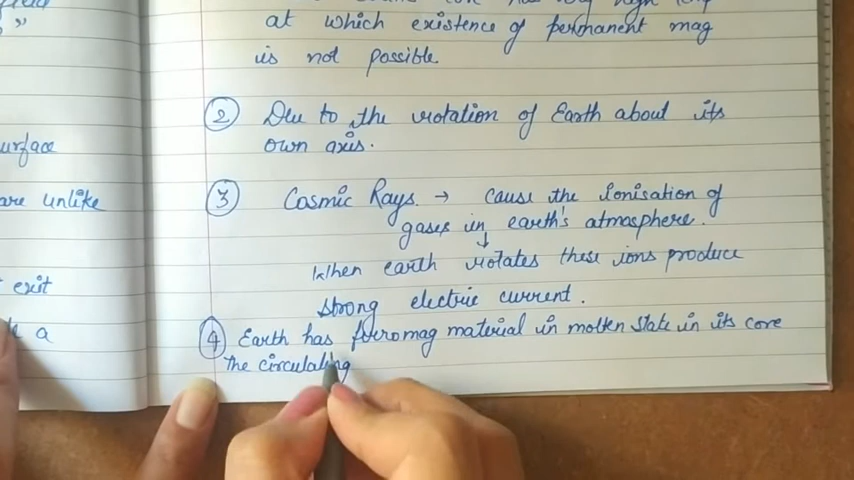 at which existence of permanent mag
is not possible.
② Due to the rotation of Earth about its
own axis.
urface
are unlike
③ Cosmic Rays → cause the ionisation of
gases in earth's atmosphere.
↓
When earth rotates these ions produce
exit
strong electric current.
a
④ Earth has ferromag material in molten state in its core
The circulating